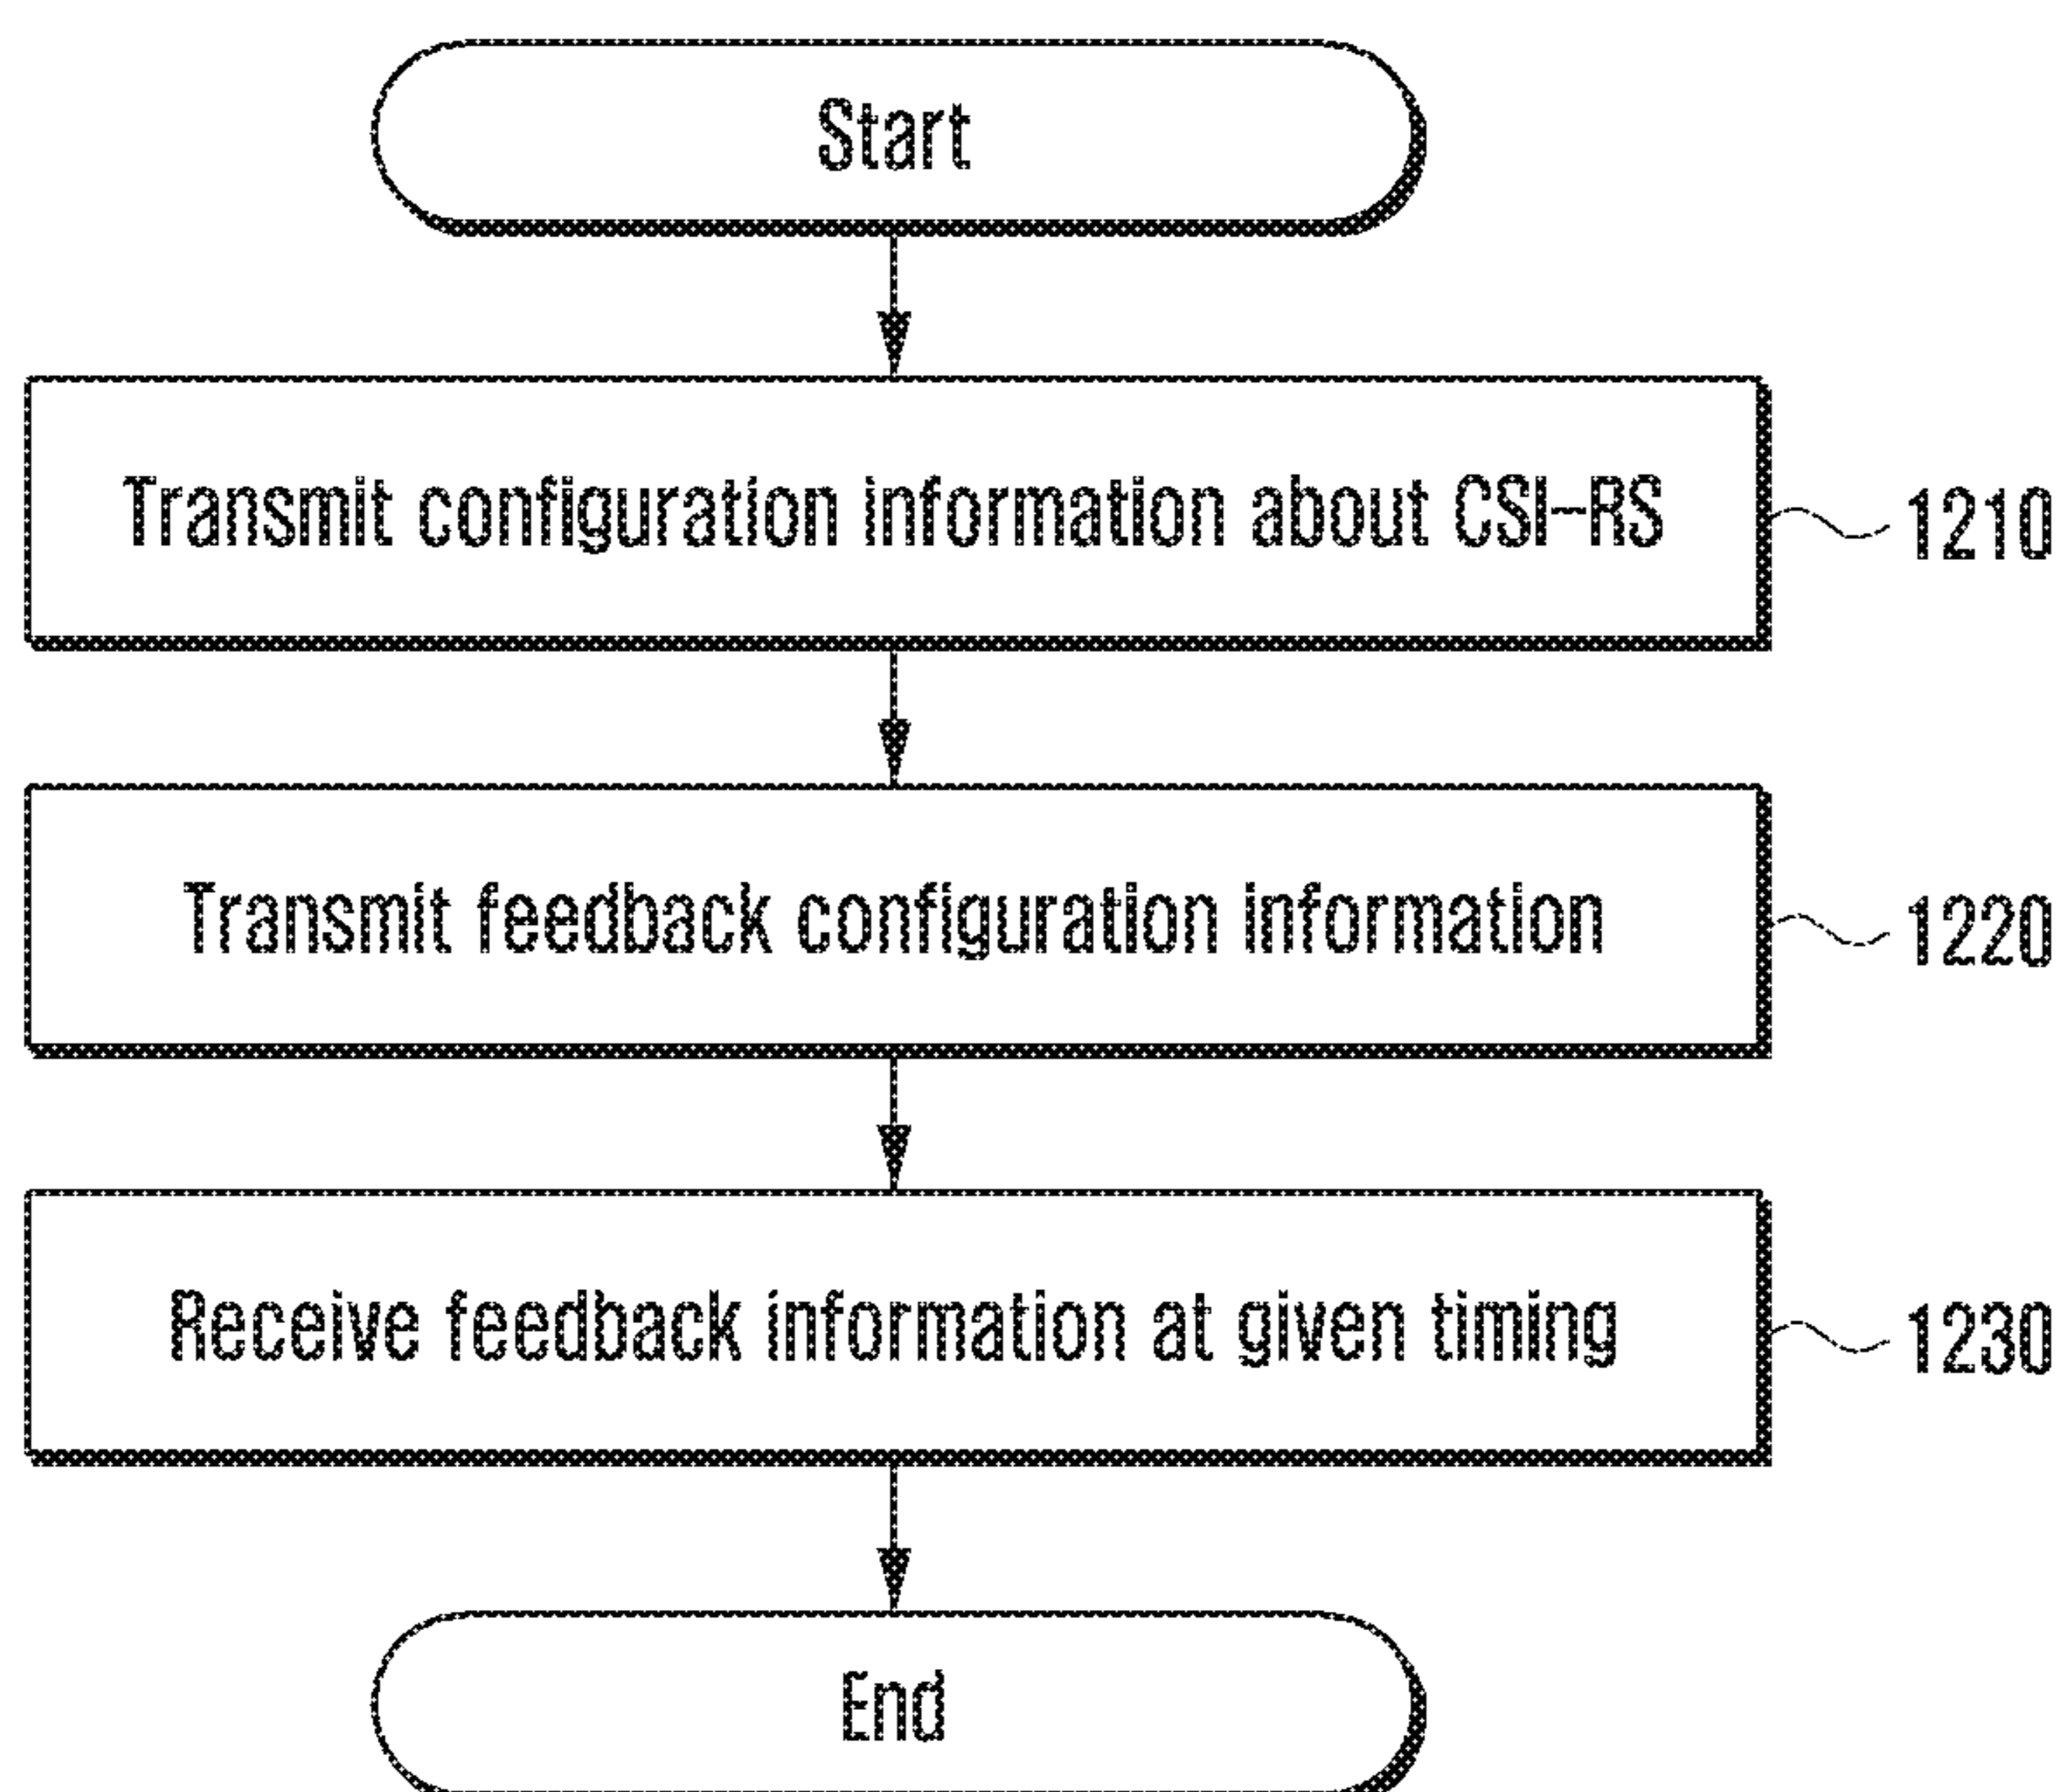 Start
Transmit configuration information about CSI-RS
1210
Transmit feedback configuration information
1220
Receive feedback information at given timing
1230
End